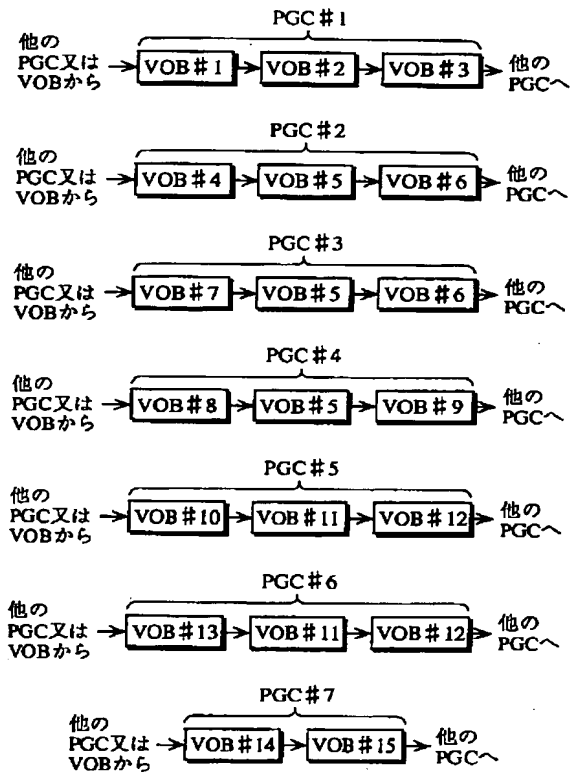 PGC＃1
他の
PGC又は
VOBから
VOB＃1
VOB＃2
VOB＃3
他の
PGCへ
PGC＃2
他の
PGC又は
VOBから
VOB＃4
VOB＃5
VOB＃6
他の
PGCへ
PGC＃3
他の
PGC又は
VOBから
VOB＃7
VOB＃5
VOB＃6
他の
PGCへ
PGC＃4
他の
PGC又は
VOBから
VOB＃8
VOB＃5
VOB＃9
他の
PGCへ
PGC＃5
他の
PGC又は
VOBから
VOB＃10
VOB＃11
VOB＃12
他の
PGCへ
PGC＃6
他の
PGC又は
VOBから
VOB＃13
VOB＃11
VOB＃12
他の
PGCへ
PGC＃7
他の
PGC又は
VOBから
VOB＃14
VOB＃15
他の
PGCへ